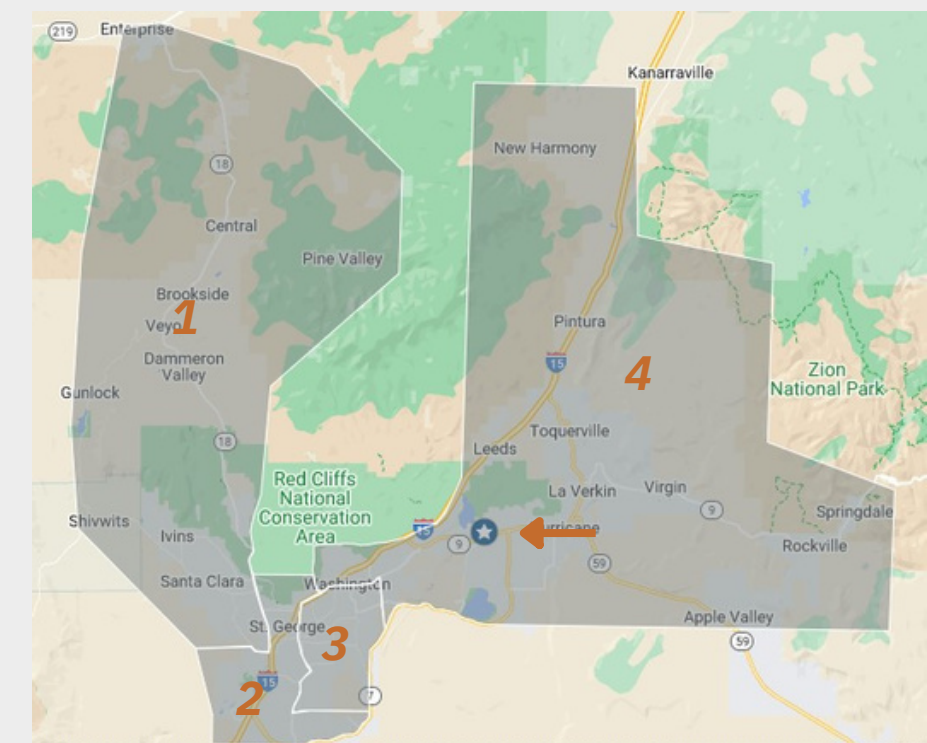 219
Enterprise
Kanarraville
New Harmony
18
Central
Pine Valley
Brookside
1
Veyo
Pintura
Dammeron
Valley
15
4
Zion
National Park
Gunlock
18
Toquerville
Leeds
Red Cliffs
National
Conservation
Area
La Verkin
Virgin
9
Springdale
Shivwits
15
Ivins
9
Rockville
59
Santa Clara
Washington
St. George
3
Apple Valley
59
15
7
2